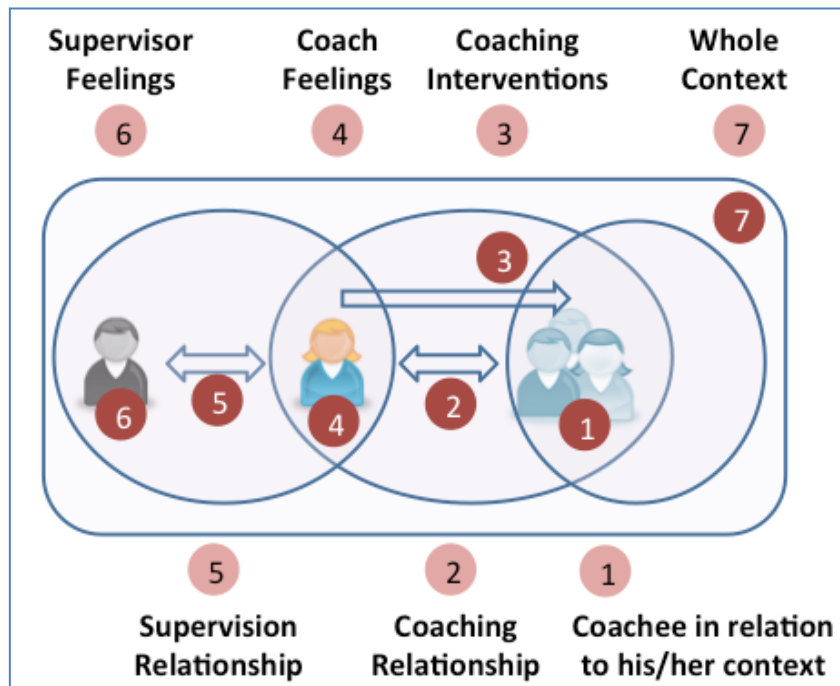 Supervisor Feelings
Coach Feelings
Coaching Interventions
Whole Context
6
4
3
7
7
3
6
5
4
2
1
5
2
1
Supervision Relationship
Coaching Relationship
Coachee in relation to his/her context